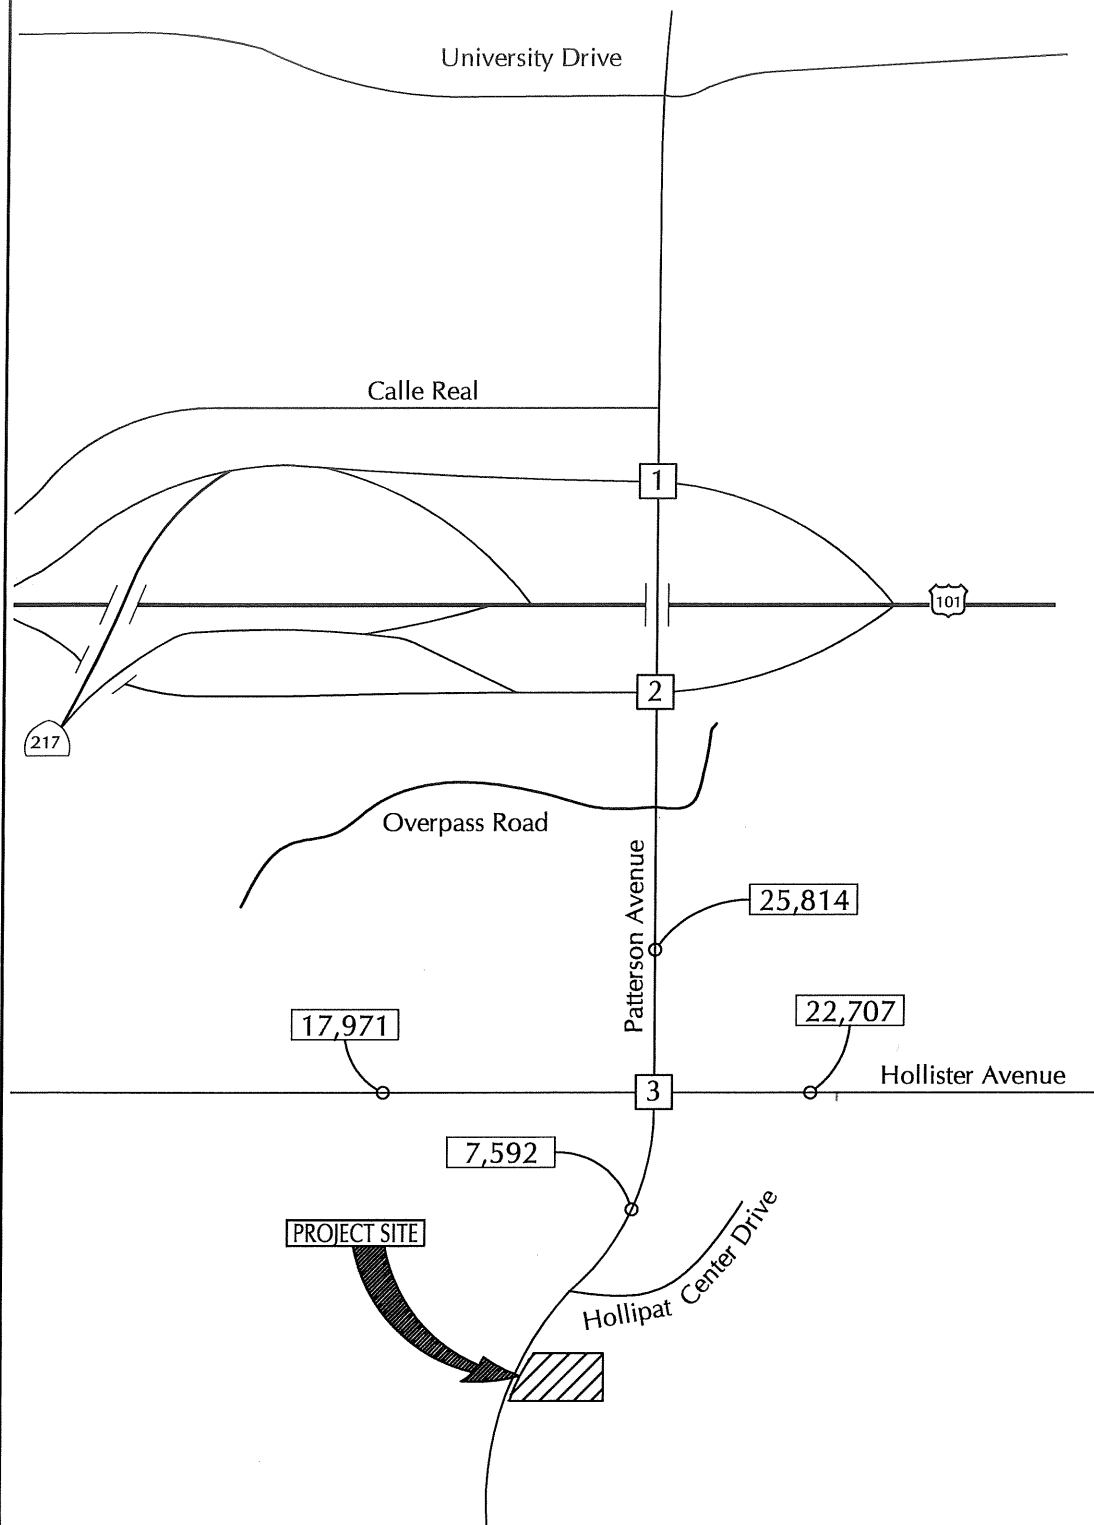 University Drive
Calle Real
1
101
2
217
Overpass Road
Patterson Avenue
25,814
17,971
22,707
Hollister Avenue
3
7,592
PROJECT SITE
Hollipat Center Drive